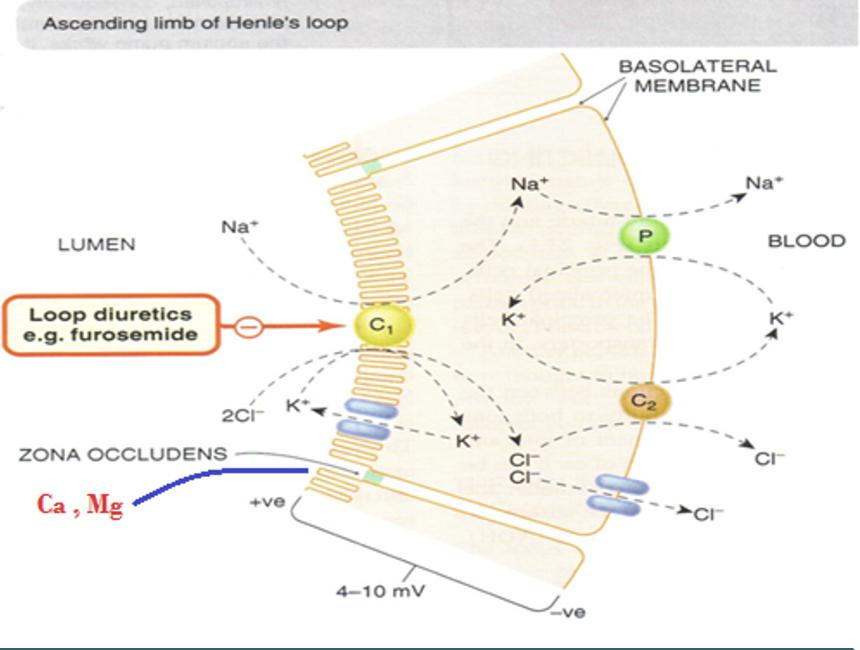 Ascending limb of Henle's loop
BASOLATERAL
MEMBRANE
Na⁺
Na⁺
Na⁺
LUMEN
P
BLOOD
Loop diuretics
e.g. furosemide
−
C₁
K⁺
K⁺
C₂
2Cl⁻
K⁺
K⁺
ZONA OCCLUDENS
Cl⁻
Cl⁻
Cl⁻
Cl⁻
Ca , Mg
+ve
4–10 mV
–ve